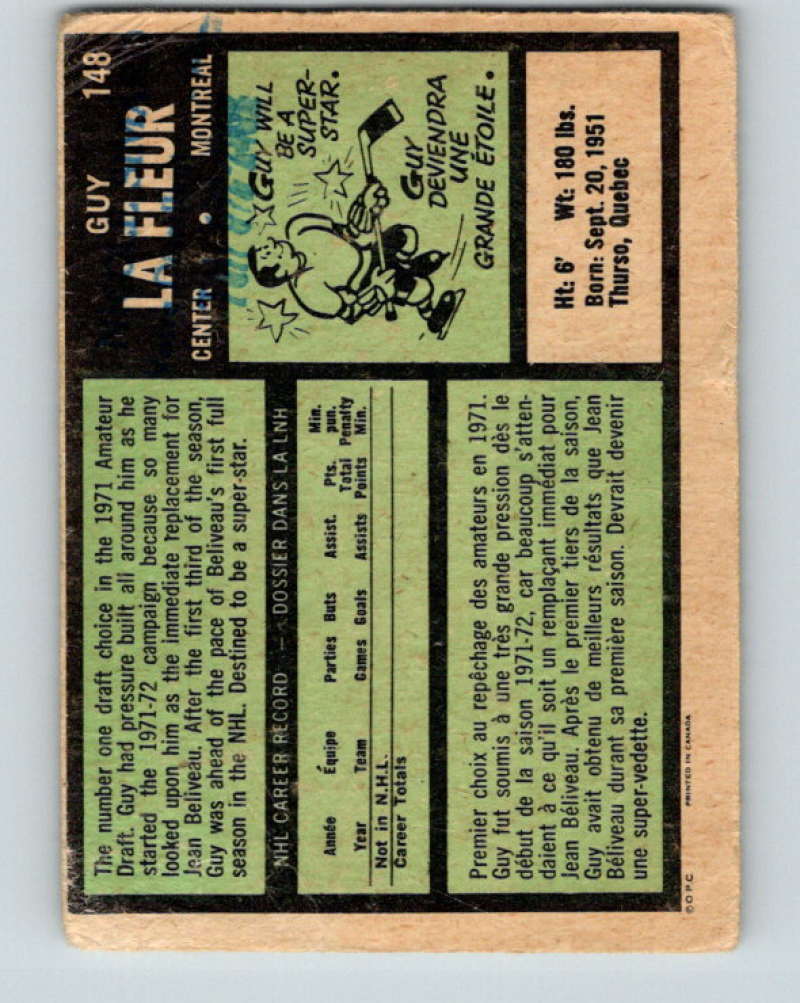 148
GUY
LA FLEUR
CENTER • MONTREAL
The number one draft choice in the 1971 Amateur
Draft. Guy had pressure built all around him as he
started the 1971-72 campaign because so many
looked upon him as the immediate replacement for
Jean Beliveau. After the first third of the season,
Guy was ahead of the pace of Beliveau's first full
season in the NHL. Destined to be a super-star.
GUY WILL
BE A
SUPER-
STAR.
GUY
DEVIENDRA
UNE
GRANDE ÉTOILE.
NHL CAREER RECORD — DOSSIER DANS LA LNH
Année Équipe Parties Buts Assist. Pts. Total Min. pun. Penalty
Year Team Games Goals Assists Points Min.
Not in N.H.L.
Career Totals
Ht: 6' Wt: 180 lbs.
Born: Sept. 20, 1951
Thurso, Quebec
Premier choix au repêchage des amateurs en 1971.
Guy fut soumis à une très grande pression dès le
début de la saison 1971-72, car beaucoup s'atten-
daient à ce qu'il soit un remplaçant immédiat pour
Jean Béliveau. Après le premier tiers de la saison,
Guy avait obtenu de meilleurs résultats que Jean
Béliveau durant sa première saison. Devrait devenir
une super-vedette.
© O.P.C. PRINTED IN CANADA